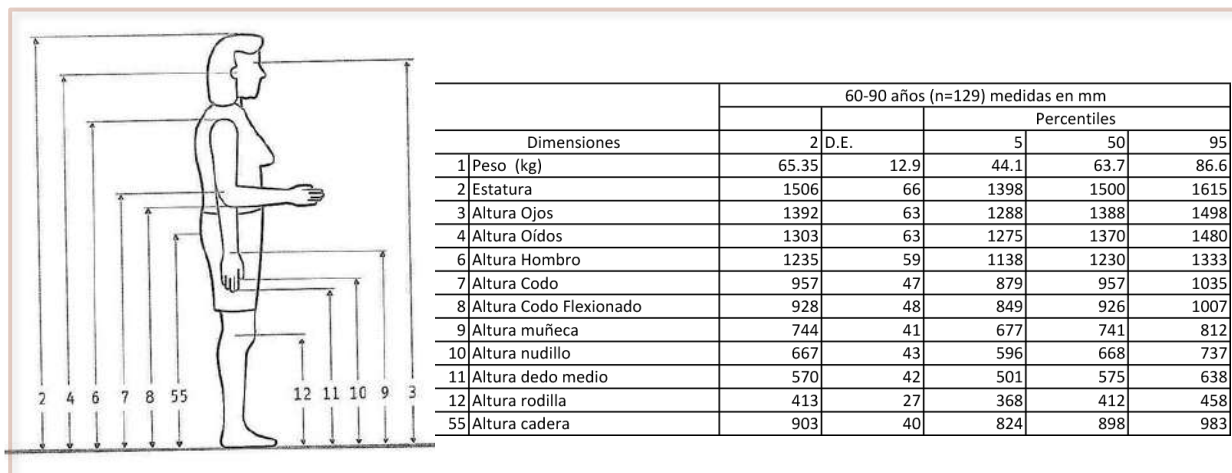 2 4 6 7 8 55 12 11 10 9 3
60-90 años (n=129) medidas en mm
Percentiles
Dimensiones 2 D.E. 5 50 95
1 Peso (kg) 65.35 12.9 44.1 63.7 86.6
2 Estatura 1506 66 1398 1500 1615
3 Altura Ojos 1392 63 1288 1388 1498
4 Altura Oídos 1303 63 1275 1370 1480
6 Altura Hombro 1235 59 1138 1230 1333
7 Altura Codo 957 47 879 957 1035
8 Altura Codo Flexionado 928 48 849 926 1007
9 Altura muñeca 744 41 677 741 812
10 Altura nudillo 667 43 596 668 737
11 Altura dedo medio 570 42 501 575 638
12 Altura rodilla 413 27 368 412 458
55 Altura cadera 903 40 824 898 983